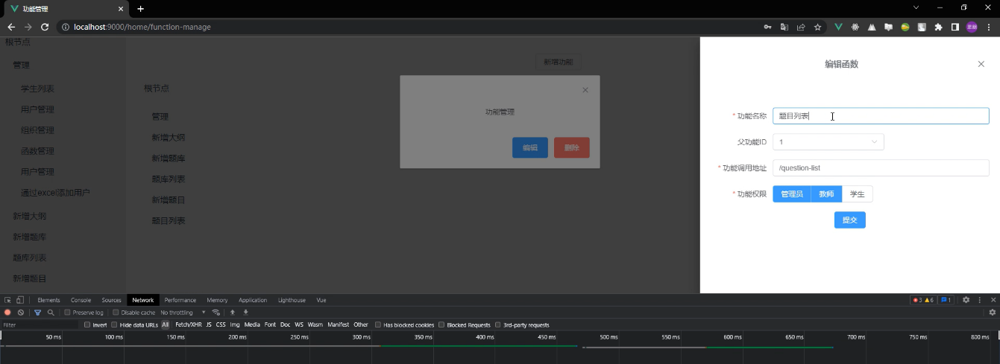 功能管理
localhost:9000/home/function-manage
根节点
管理
学生列表
用户管理
组织管理
函数管理
用户管理
通过excel添加用户
新增大纲
新增题库
题库列表
新增题目
新增功能
根节点
管理
新增大纲
新增题库
题库列表
新增题目
题目列表
功能管理
编辑 删除
编辑函数
* 功能名称 题目列表
父功能ID 1
* 功能调用地址 /question-list
* 功能权限 管理员 教师 学生
提交
Elements Console Sources Network Performance Memory Application Lighthouse Vue 3 6 1
Preserve log Disable cache No throttling
Filter Invert Hide data URLs All Fetch/XHR JS CSS Img Media Font Doc WS Wasm Manifest Other Has blocked cookies Blocked Requests 3rd-party requests
50 ms 100 ms 150 ms 200 ms 250 ms 300 ms 350 ms 400 ms 450 ms 500 ms 550 ms 600 ms 650 ms 700 ms 750 ms 800 ms